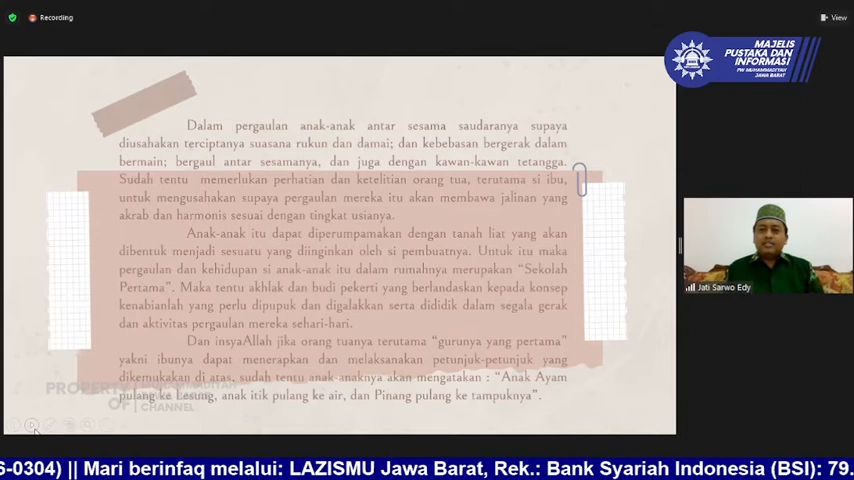 Recording
View
MAJELIS
PUSTAKA DAN
INFORMASI
PW MUHAMMADIYAH
JAWA BARAT
Dalam pergaulan anak-anak antar sesama saudaranya supaya
diusahakan terciptanya suasana rukun dan damai; dan kebebasan bergerak dalam
bermain; bergaul antar sesamanya, dan juga dengan kawan-kawan tetangga.
Sudah tentu memerlukan perhatian dan ketelitian orang tua, terutama si ibu,
untuk mengusahakan supaya pergaulan mereka itu akan membawa jalinan yang
akrab dan harmonis sesuai dengan tingkat usianya.
Anak-anak itu dapat diperumpamakan dengan tanah liat yang akan
dibentuk menjadi sesuatu yang diinginkan oleh si pembuatnya. Untuk itu maka
pergaulan dan kehidupan si anak-anak itu dalam rumahnya merupakan “Sekolah
Pertama”. Maka tentu akhlak dan budi pekerti yang berlandaskan kepada konsep
kenabianlah yang perlu dipupuk dan digalakkan serta dididik dalam segala gerak
dan aktivitas pergaulan mereka sehari-hari.
Dan insyaAllah jika orang tuanya terutama “gurunya yang pertama”
yakni ibunya dapat menerapkan dan melaksanakan petunjuk-petunjuk yang
dikemukakan di atas, sudah tentu anak-anaknya akan mengatakan : “Anak Ayam
pulang ke Lesung, anak itik pulang ke air, dan Pinang pulang ke tampuknya”.
PROPERTY OF
CHANNEL
Jati Sarwo Edy
6-0304) || Mari berinfaq melalui: LAZISMU Jawa Barat, Rek.: Bank Syariah Indonesia (BSI): 79.